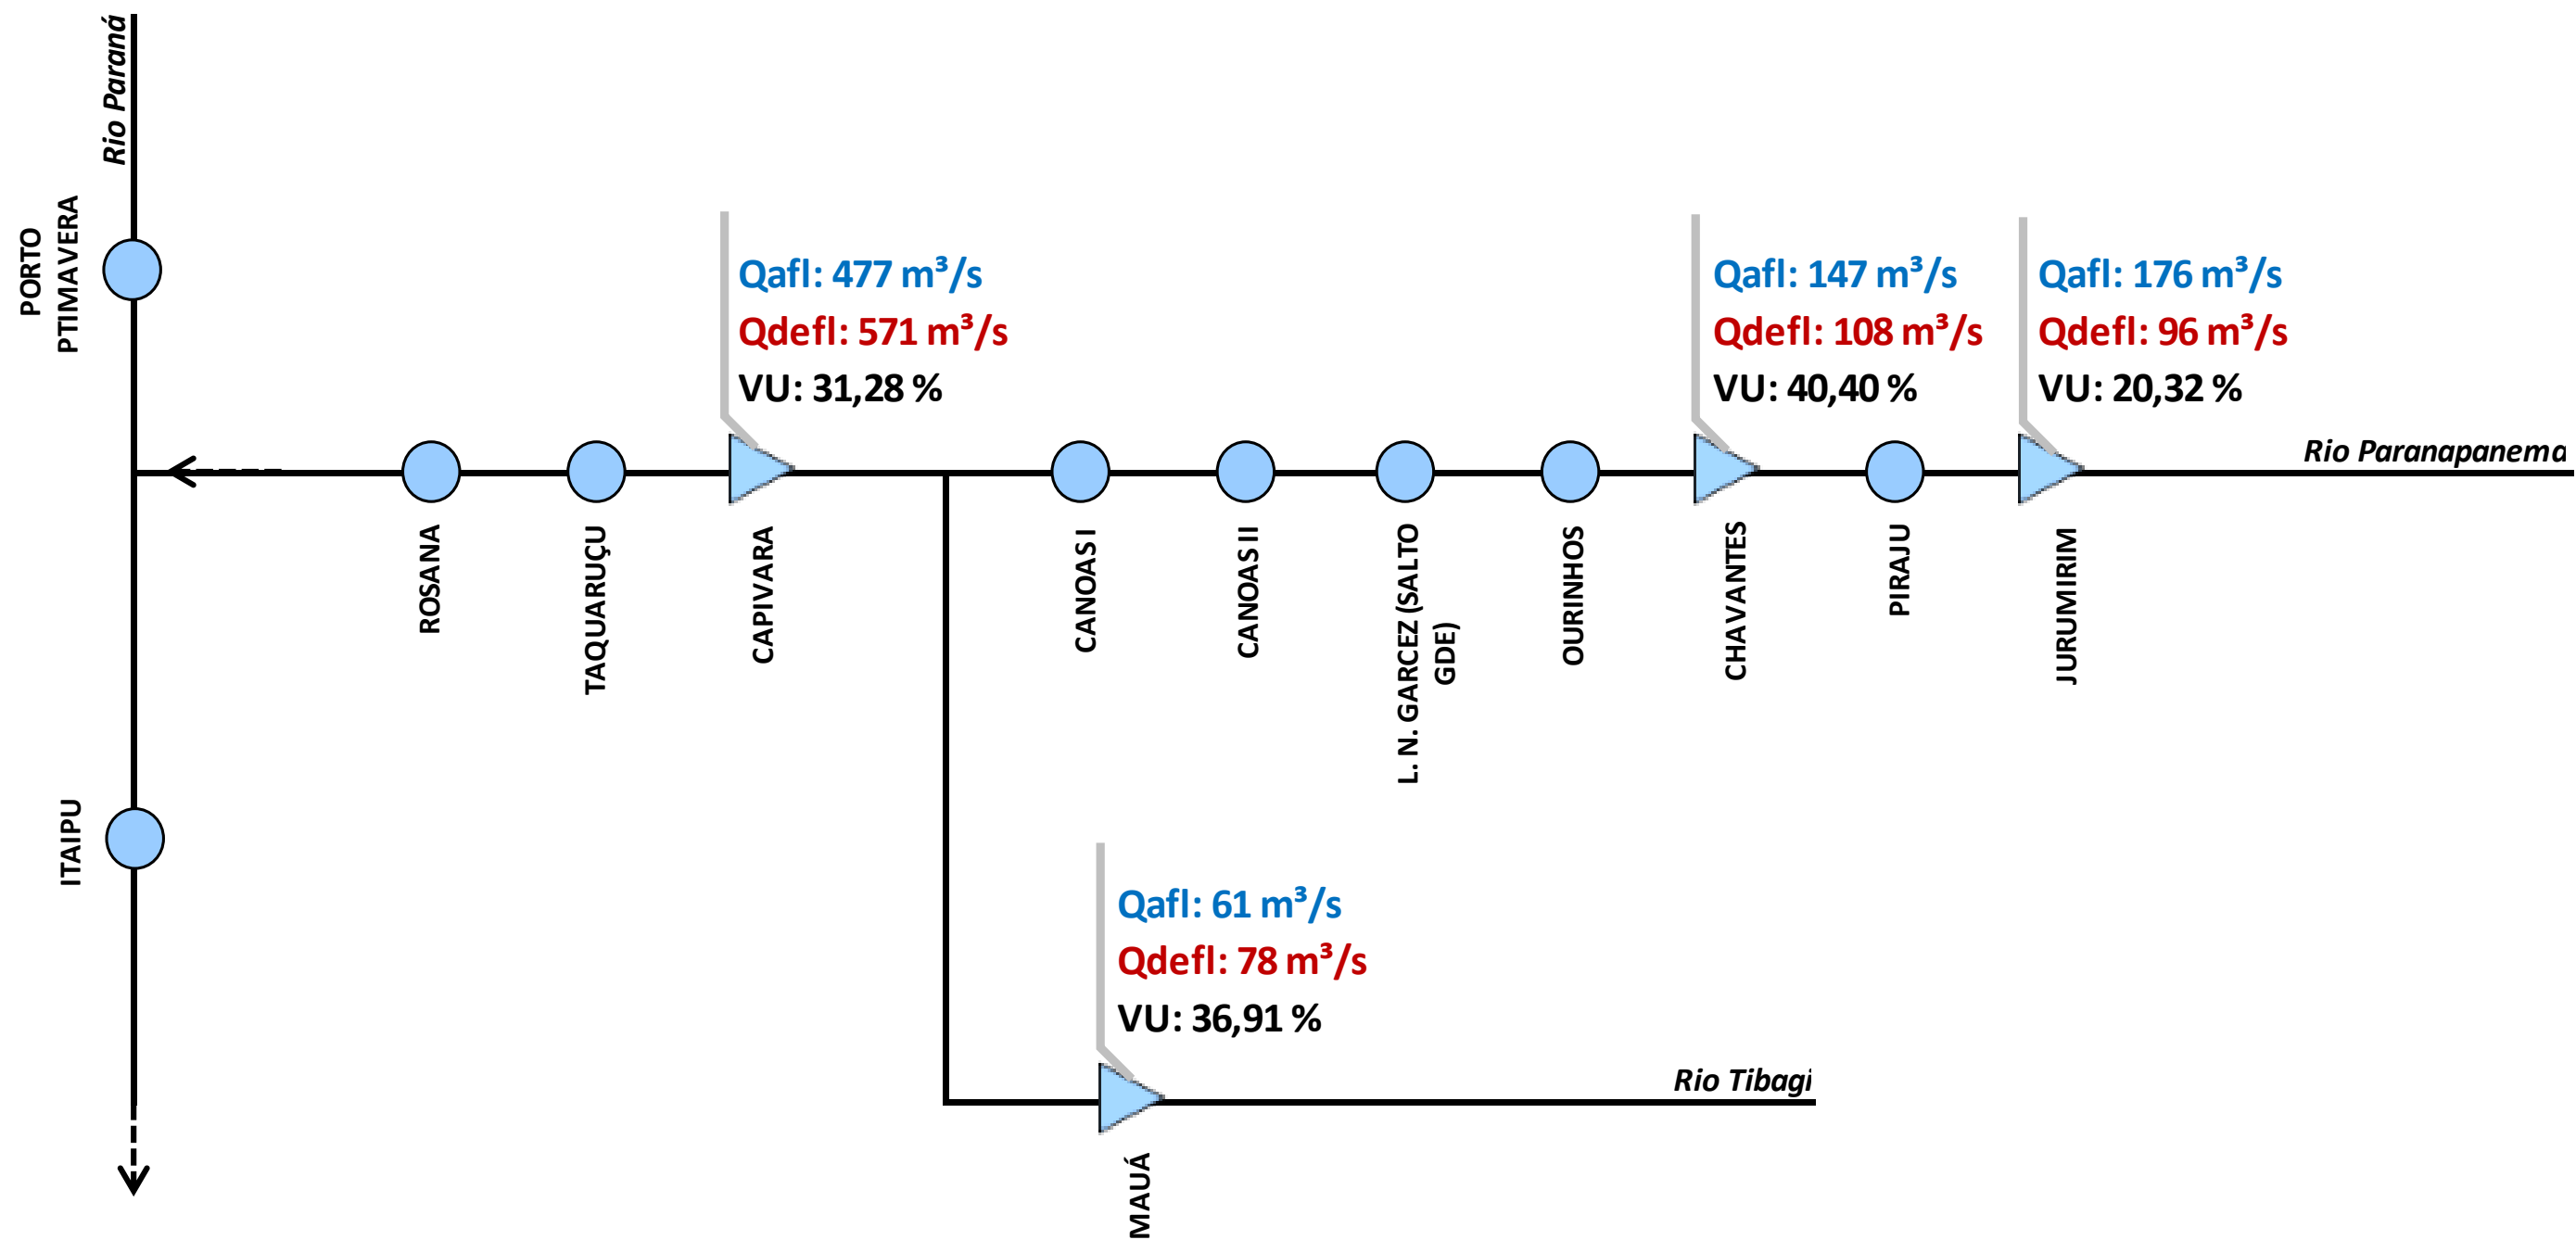 Rio Paraná
PORTO
PTIMAVERA
Qafl: 477 m³/s
Qdefl: 571 m³/s
VU: 31,28 %
Qafl: 147 m³/s
Qdefl: 108 m³/s
VU: 40,40 %
Qafl: 176 m³/s
Qdefl: 96 m³/s
VU: 20,32 %
Rio Paranapanema
ROSANA
TAQUARUÇU
CAPIVARA
CANOAS I
CANOAS II
L. N. GARCEZ (SALTO
GDE)
OURINHOS
CHAVANTES
PIRAJU
JURUMIRIM
ITAIPU
Qafl: 61 m³/s
Qdefl: 78 m³/s
VU: 36,91 %
Rio Tibagi
MAUÁ